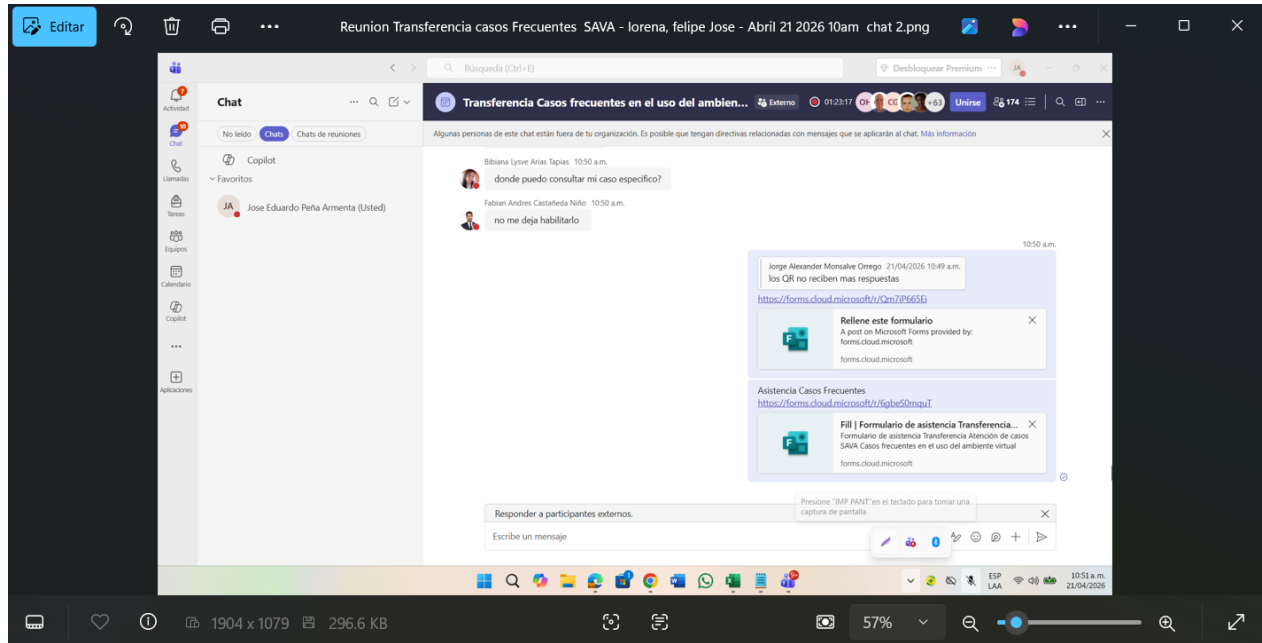 Editar
Reunion Transferencia casos Frecuentes SAVA - lorena, felipe Jose - Abril 21 2026 10am chat 2.png
Búsqueda (Ctrl+E)
Desbloquear Premium
JA
7
Actividad
10
Chat
Llamadas
Tareas
Equipos
Calendario
Copilot
Aplicaciones
Chat
No leído
Chats
Chats de reuniones
Copilot
Favoritos
JA
Jose Eduardo Peña Armenta (Usted)
Transferencia Casos frecuentes en el uso del ambien...
Externo
01:23:17
CG
+63
Unirse
174
Algunas personas de este chat están fuera de tu organización. Es posible que tengan directivas relacionadas con mensajes que se aplicarán al chat. Más información
Bibiana Lysve Arias Tapias 10:50 a.m.
donde puedo consultar mi caso especifico?
Fabian Andres Castañeda Niño 10:50 a.m.
no me deja habilitarlo
10:50 a.m.
Jorge Alexander Monsalve Orrego 21/04/2026 10:49 a.m.
los QR no reciben mas respuestas
https://forms.cloud.microsoft/r/Qm7iP665Ei
Rellene este formulario
A post on Microsoft Forms provided by:
forms.cloud.microsoft
forms.cloud.microsoft
Asistencia Casos Frecuentes
https://forms.cloud.microsoft/r/6gbeS0mquT
Fill | Formulario de asistencia Transferencia...
Formulario de asistencia Transferencia Atención de casos
SAVA Casos frecuentes en el uso del ambiente virtual
forms.cloud.microsoft
Presione "IMP PANT"en el teclado para tomar una
captura de pantalla
Responder a participantes externos.
Escribe un mensaje
ESP
LAA
10:51 a.m.
21/04/2026
1904 x 1079
296.6 KB
57%